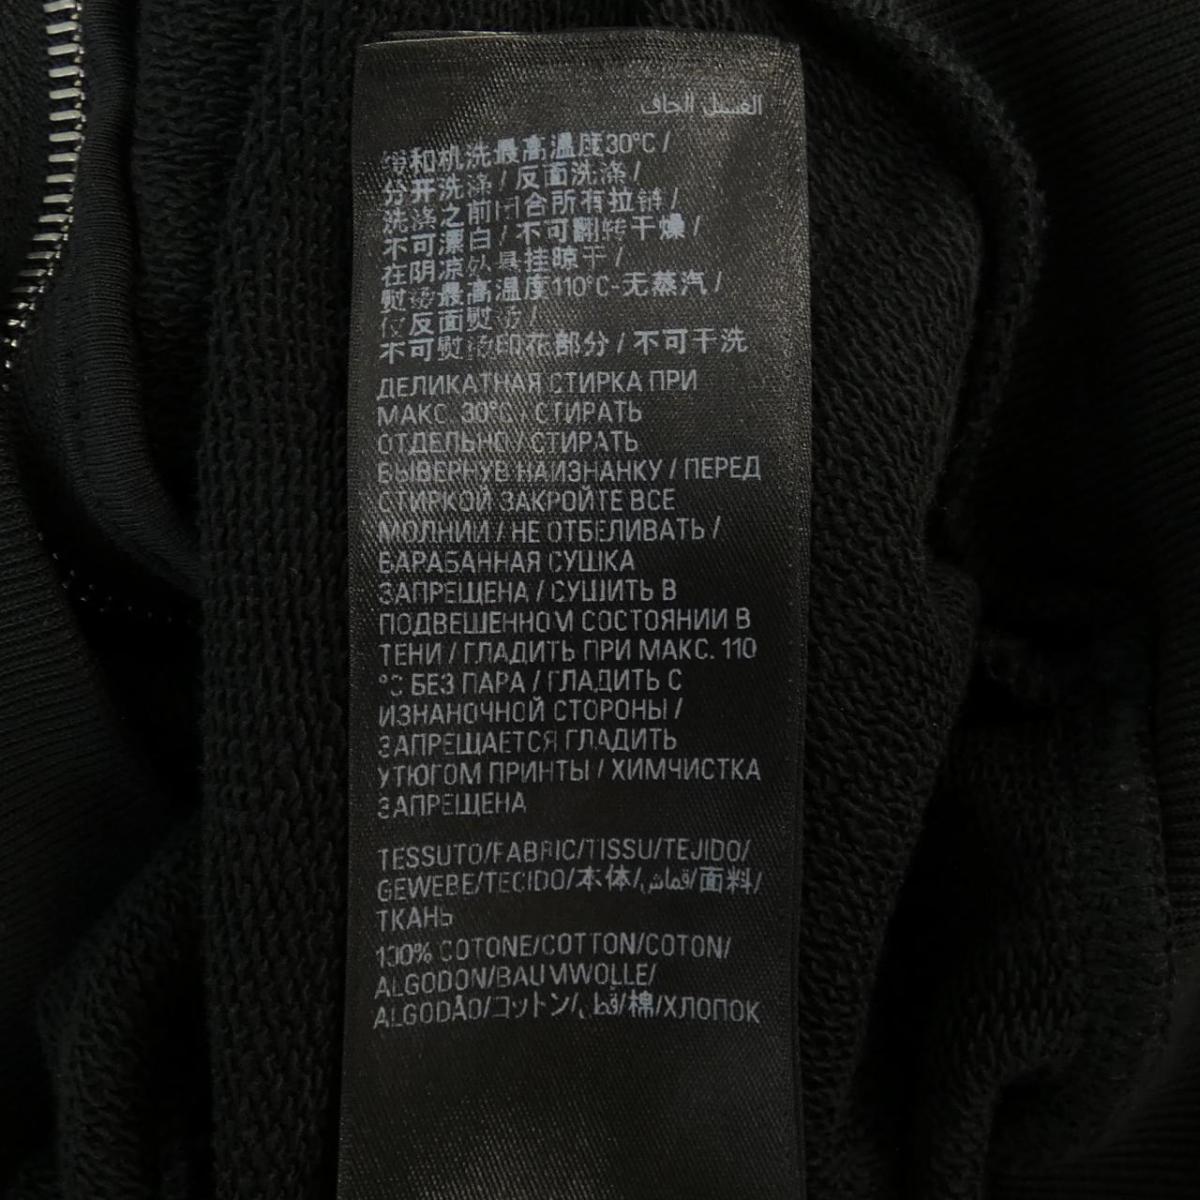 الغسيل الجاف
缓和机洗最高温度30°C /
分开洗涤 / 反面洗涤 /
洗涤之前闭合所有拉链 /
不可漂白 / 不可翻转干燥 /
在阴凉处悬挂晾干 /
熨烫最高温度110°C-无蒸汽 /
仅反面熨烫 /
不可熨烫印花部分 / 不可干洗
ДЕЛИКАТНАЯ СТИРКА ПРИ
МАКС. 30°C / СТИРАТЬ
ОТДЕЛЬНО / СТИРАТЬ
ВЫВЕРНУВ НАИЗНАНКУ / ПЕРЕД
СТИРКОЙ ЗАКРОЙТЕ ВСЕ
МОЛНИИ / НЕ ОТБЕЛИВАТЬ /
БАРАБАННАЯ СУШКА
ЗАПРЕЩЕНА / СУШИТЬ В
ПОДВЕШЕННОМ СОСТОЯНИИ В
ТЕНИ / ГЛАДИТЬ ПРИ МАКС. 110
°C БЕЗ ПАРА / ГЛАДИТЬ С
ИЗНАНОЧНОЙ СТОРОНЫ /
ЗАПРЕЩАЕТСЯ ГЛАДИТЬ
УТЮГОМ ПРИНТЫ / ХИМЧИСТКА
ЗАПРЕЩЕНА
TESSUTO/FABRIC/TISSU/TEJIDO/
GEWEBE/TECIDO/本体/قماش/面料/
ТКАНЬ
100% COTONE/COTTON/COTON/
ALGODON/BAUMWOLLE/
ALGODÃO/コットン/قطن/棉/ХЛОПОК